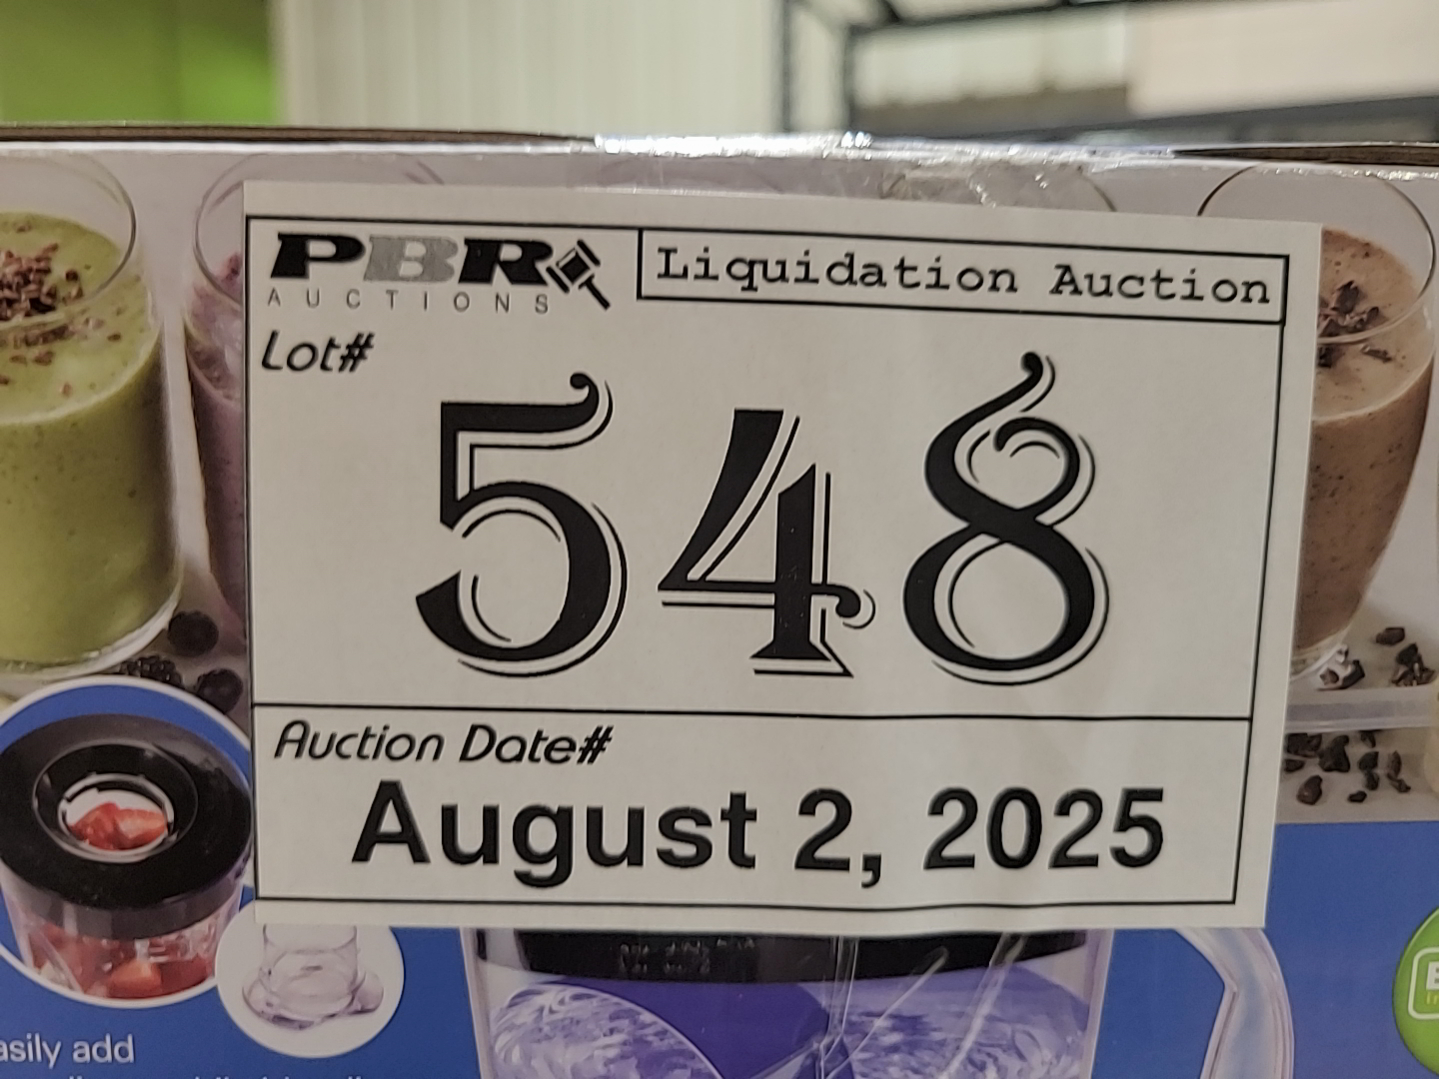 PBR
AUCTIONS
Liquidation Auction
Lot#
548
Auction Date#
August 2, 2025
asily add